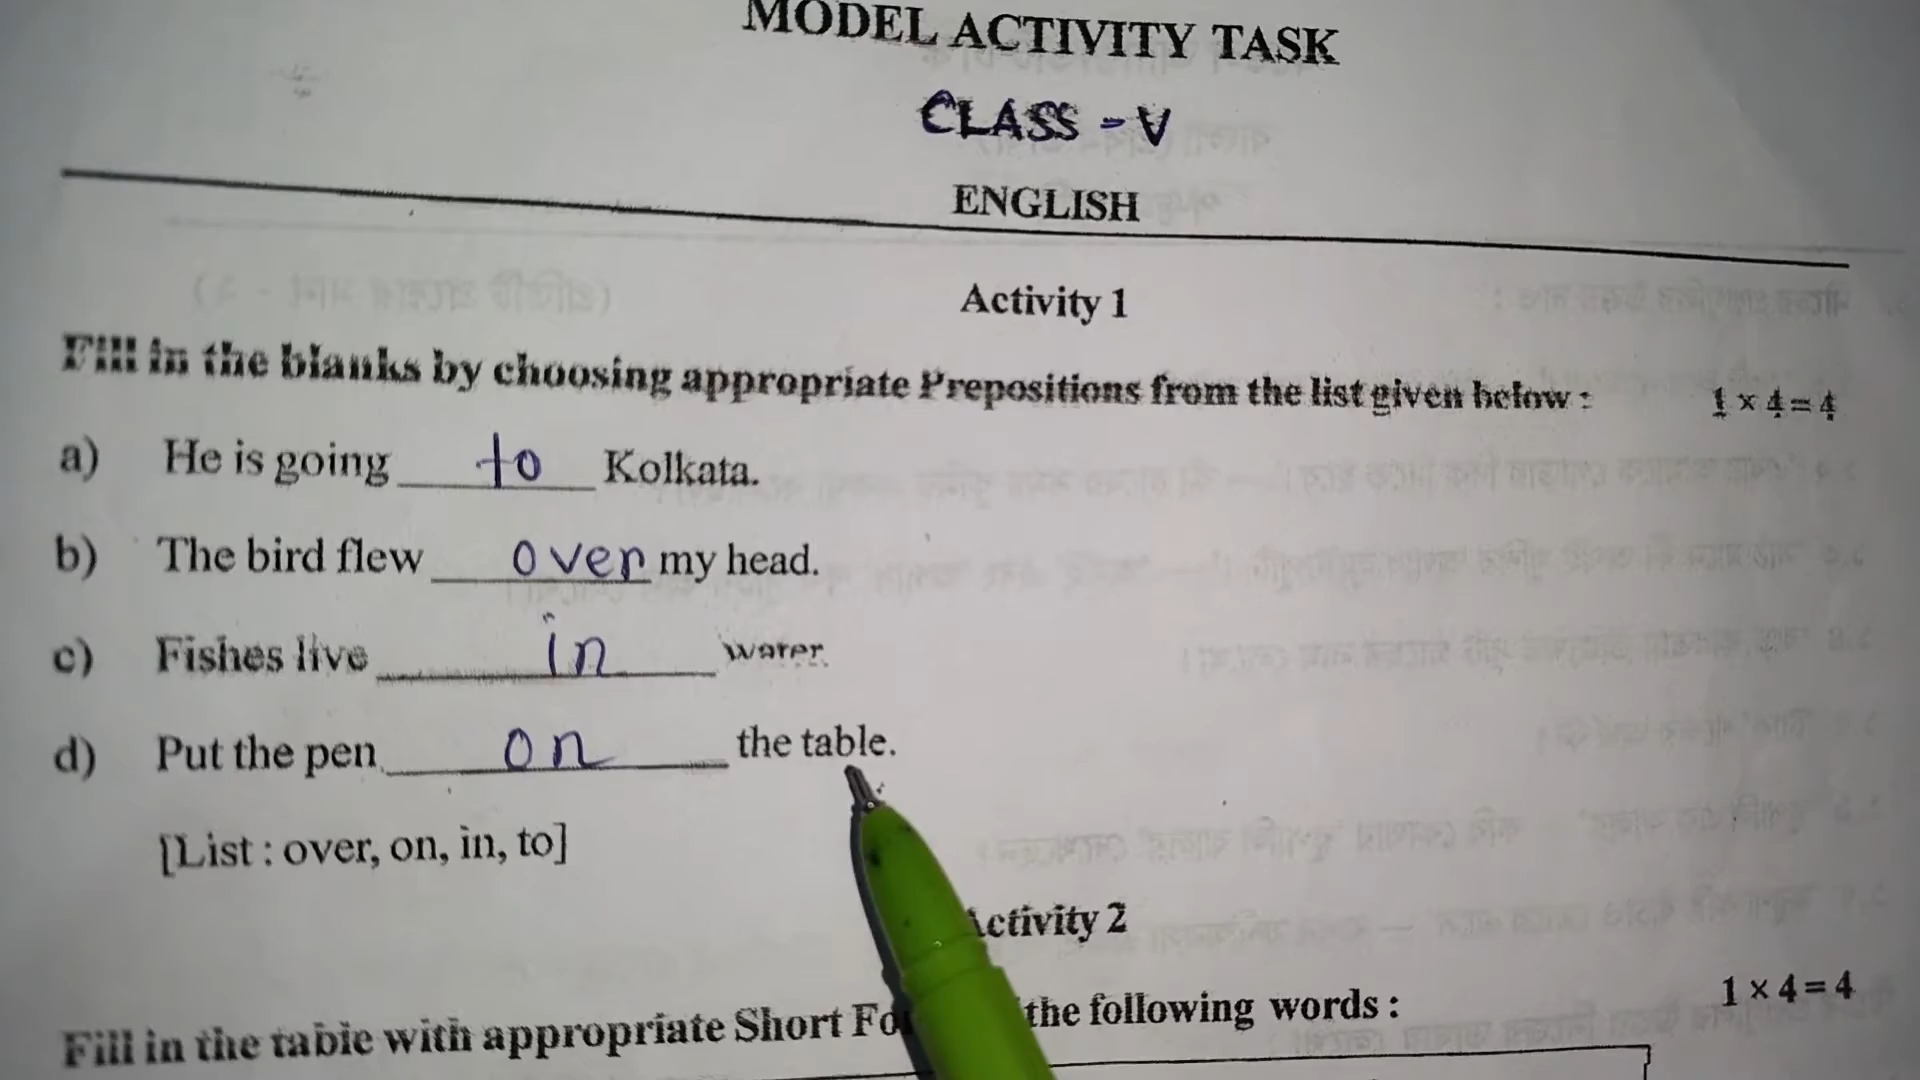 MODEL ACTIVITY TASK
CLASS - V
ENGLISH
Activity 1
Fill in the blanks by choosing appropriate Prepositions from the list given below : 1 × 4 = 4
a) He is going to Kolkata.
b) The bird flew over my head.
c) Fishes live in water.
d) Put the pen on the table.
[List : over, on, in, to]
Activity 2
1 × 4 = 4
Fill in the table with appropriate Short Fo the following words :